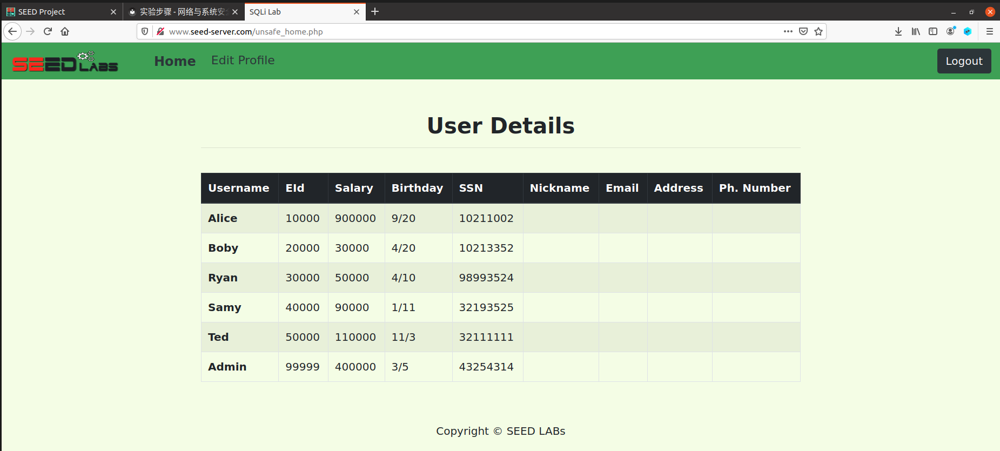 SEED Project
实验步骤 - 网络与系统安
SQLi Lab
www.seed-server.com/unsafe_home.php
SEED LABS
Home Edit Profile Logout
User Details
Username EId Salary Birthday SSN Nickname Email Address Ph. Number
Alice 10000 900000 9/20 10211002
Boby 20000 30000 4/20 10213352
Ryan 30000 50000 4/10 98993524
Samy 40000 90000 1/11 32193525
Ted 50000 110000 11/3 32111111
Admin 99999 400000 3/5 43254314
Copyright © SEED LABs